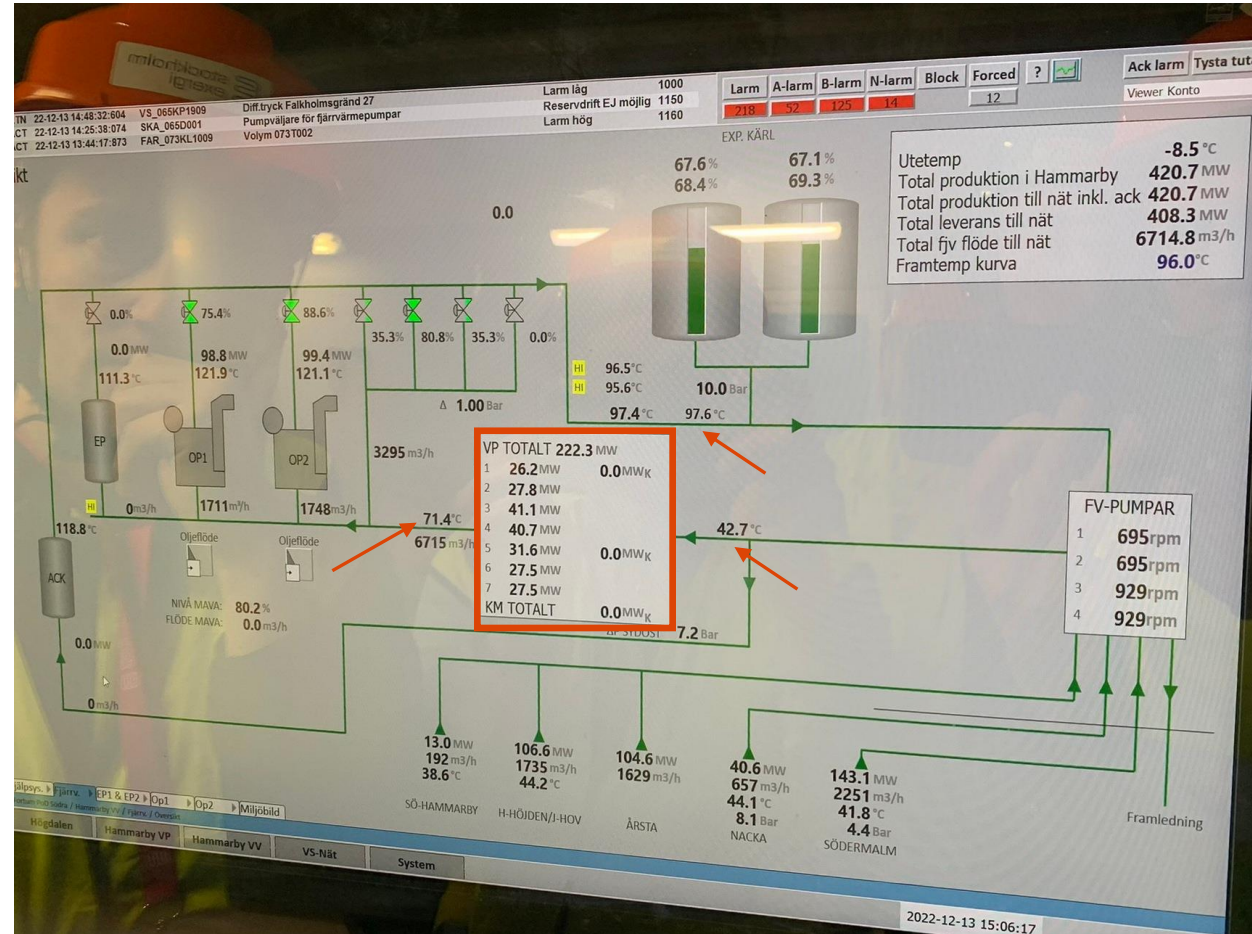 stockholm
exergi
TN 22-12-13 14:48:32:604 VS_065KP1909 Diff.tryck Falkholmsgränd 27 Larm låg 1000
CT 22-12-13 14:25:38:074 SKA_065D001 Pumpväljare för fjärrvärmepumpar Reservdrift EJ möjlig 1150
CT 22-12-13 13:44:17:873 FAR_073KL1009 Volym 073T002 Larm hög 1160
Larm A-larm B-larm N-larm Block Forced ? Ack larm Tysta tut
218 52 125 14 12 Viewer Konto
ikt
EXP. KÄRL
67.6% 67.1%
68.4% 69.3%
Utetemp -8.5°C
Total produktion i Hammarby 420.7 MW
Total produktion till nät inkl. ack 420.7 MW
Total leverans till nät 408.3 MW
Total fjv flöde till nät 6714.8 m3/h
Framtemp kurva 96.0°C
0.0
0.0% 75.4% 88.6%
35.3% 80.8% 35.3% 0.0%
0.0 MW 98.8 MW 99.4 MW
111.3°C 121.9°C 121.1°C
HI 96.5°C
HI 95.6°C 10.0 Bar
Δ 1.00 Bar
97.4°C 97.6°C
EP OP1 OP2
3295 m3/h
VP TOTALT 222.3 MW
1 26.2 MW 0.0 MWK
2 27.8 MW
3 41.1 MW
4 40.7 MW
5 31.6 MW 0.0 MWK
6 27.5 MW
7 27.5 MW
KM TOTALT 0.0 MWK
HI 0 m3/h 1711 m³/h 1748 m3/h
71.4°C
6715 m3/h
42.7°C
118.8°C
Oljeflöde Oljeflöde
ACK
FV-PUMPAR
1 695 rpm
2 695 rpm
3 929 rpm
4 929 rpm
NIVÅ MAVA: 80.2%
FLÖDE MAVA: 0.0 m3/h
ΔP SYDOST 7.2 Bar
0.0 MW
0 m3/h
13.0 MW
192 m3/h
38.6°C
SÖ-HAMMARBY
106.6 MW
1735 m3/h
44.2°C
H-HÖJDEN/J-HOV
104.6 MW
1629 m3/h
ÅRSTA
40.6 MW
657 m3/h
44.1°C
8.1 Bar
NACKA
143.1 MW
2251 m3/h
41.8°C
4.4 Bar
SÖDERMALM
Framledning
jälpsys. Fjärrv. EP1 & EP2 Op1 Op2 Miljöbild
Hammarby VV / Fjärrv. / Översikt
Högdalen Hammarby VP Hammarby VV VS-Nät System
2022-12-13 15:06:17